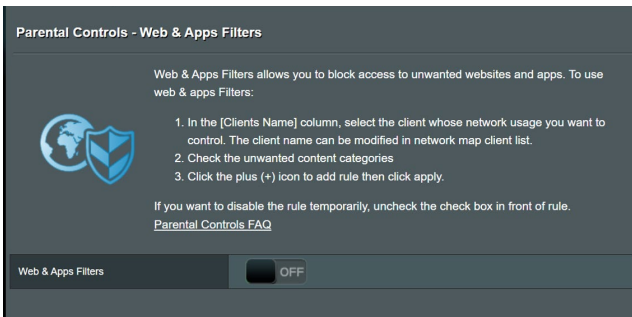 Parental Controls - Web & Apps Filters
Web & Apps Filters allows you to block access to unwanted websites and apps. To use
web & apps Filters:
1. In the [Clients Name] column, select the client whose network usage you want to
control. The client name can be modified in network map client list.
2. Check the unwanted content categories
3. Click the plus (+) icon to add rule then click apply.
If you want to disable the rule temporarily, uncheck the check box in front of rule.
Parental Controls FAQ
Web & Apps Filters
OFF